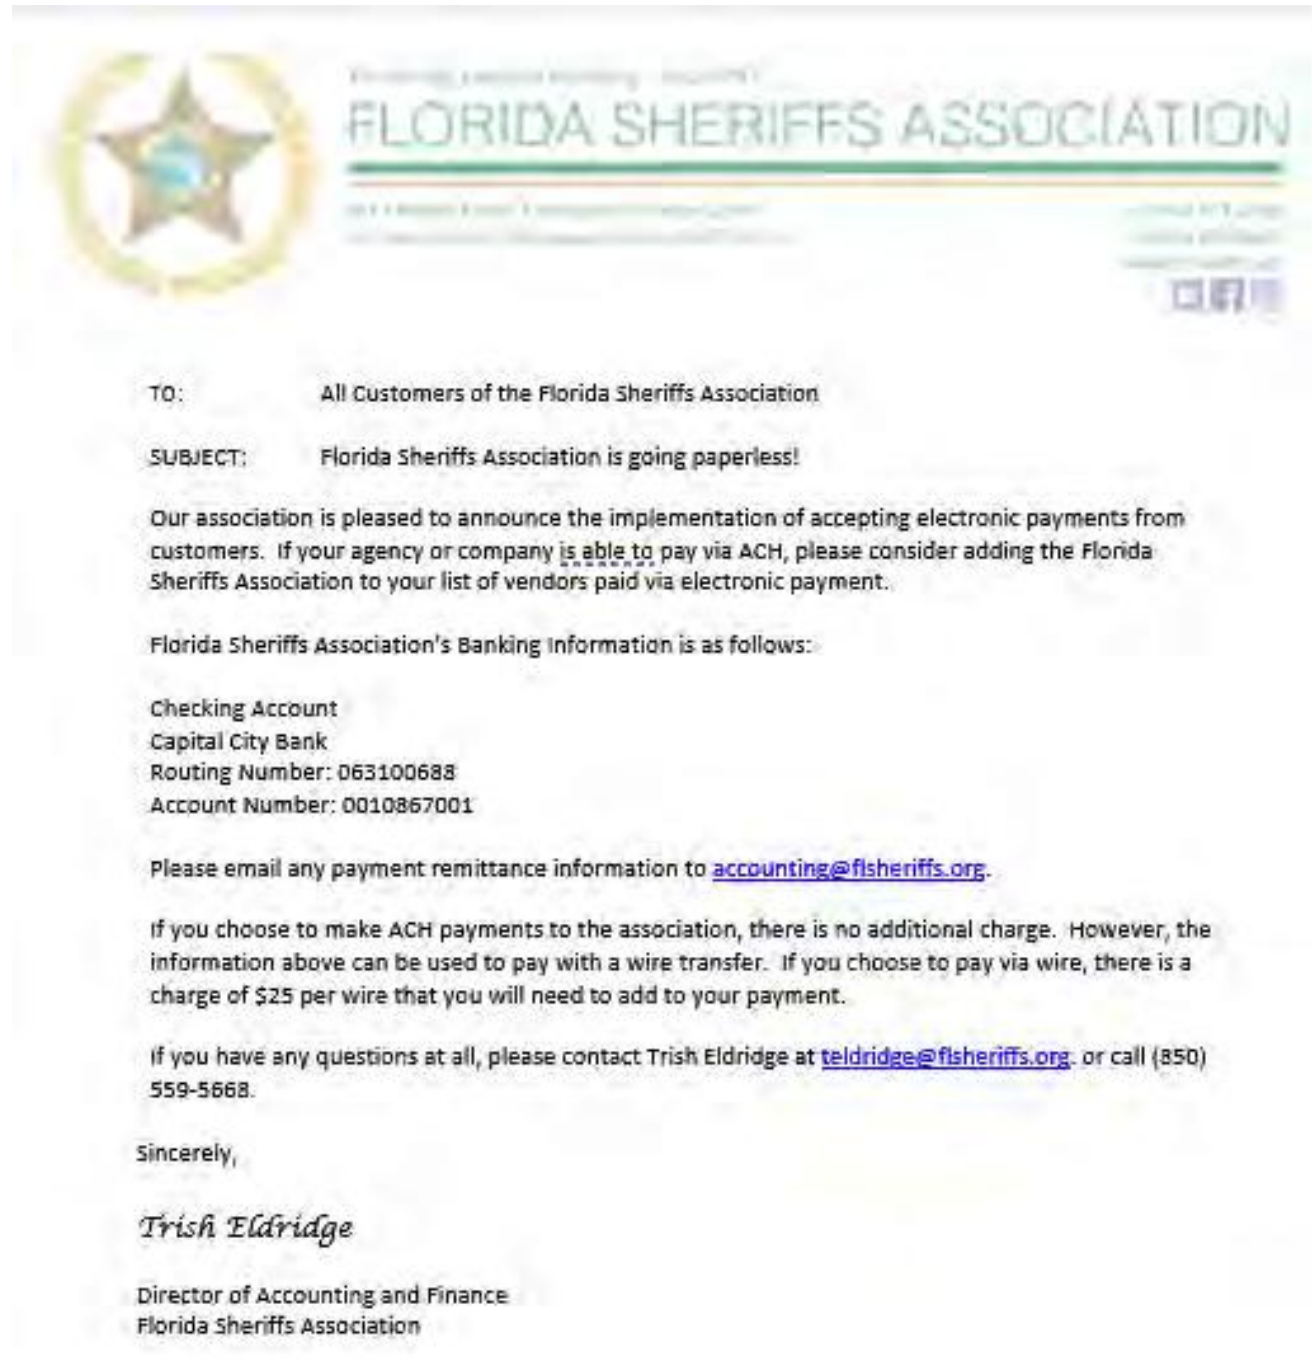 FLORIDA SHERIFFS ASSOCIATION
TO: All Customers of the Florida Sheriffs Association
SUBJECT: Florida Sheriffs Association is going paperless!
Our association is pleased to announce the implementation of accepting electronic payments from
customers. If your agency or company is able to pay via ACH, please consider adding the Florida
Sheriffs Association to your list of vendors paid via electronic payment.
Florida Sheriffs Association's Banking Information is as follows:
Checking Account
Capital City Bank
Routing Number: 063100688
Account Number: 0010867001
Please email any payment remittance information to accounting@flsheriffs.org.
If you choose to make ACH payments to the association, there is no additional charge. However, the
information above can be used to pay with a wire transfer. If you choose to pay via wire, there is a
charge of $25 per wire that you will need to add to your payment.
If you have any questions at all, please contact Trish Eldridge at teldridge@flsheriffs.org. or call (850)
559-5668.
Sincerely,
Trish Eldridge
Director of Accounting and Finance
Florida Sheriffs Association